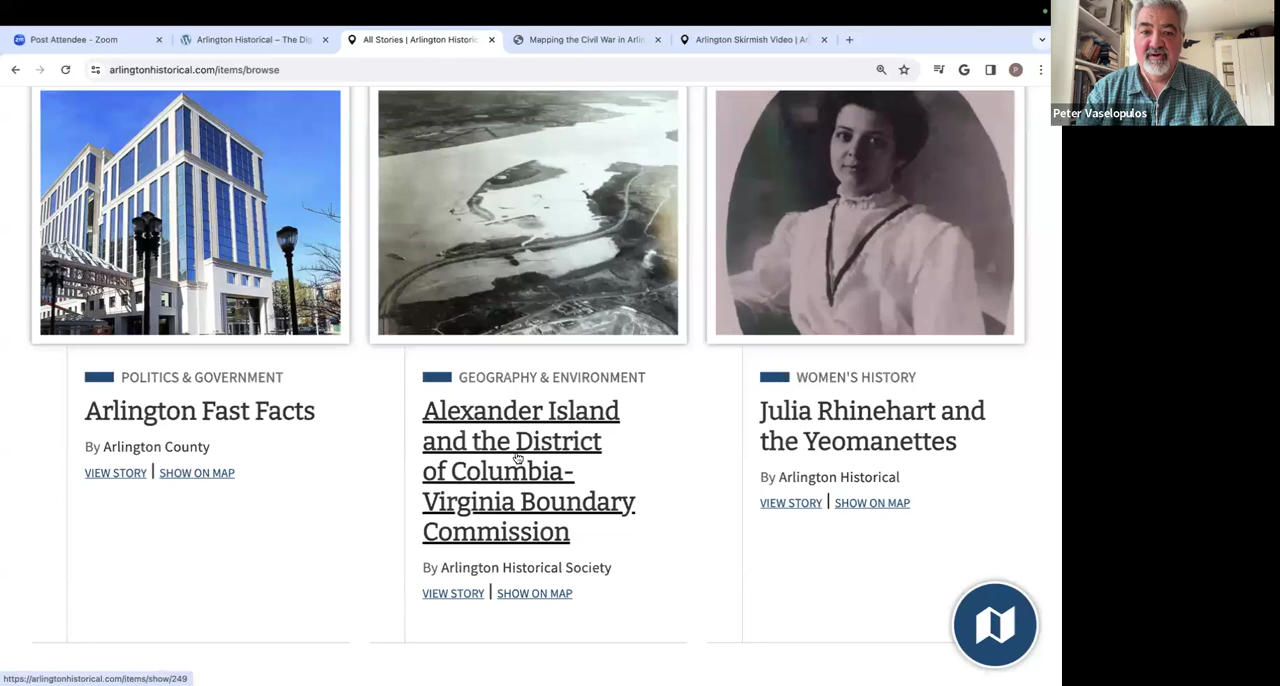 Post Attendee - Zoom
Arlington Historical – The Dig
All Stories | Arlington Historic
Mapping the Civil War in Arlin
Arlington Skirmish Video | Ar
arlingtonhistorical.com/items/browse
P
Peter Vaselopulos
POLITICS & GOVERNMENT
Arlington Fast Facts
By Arlington County
VIEW STORY | SHOW ON MAP
GEOGRAPHY & ENVIRONMENT
Alexander Island
and the District
of Columbia-
Virginia Boundary
Commission
By Arlington Historical Society
VIEW STORY | SHOW ON MAP
WOMEN'S HISTORY
Julia Rhinehart and
the Yeomanettes
By Arlington Historical
VIEW STORY | SHOW ON MAP
https://arlingtonhistorical.com/items/show/249